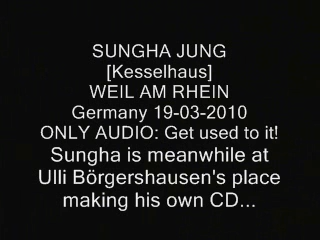 SUNGHA JUNG
[Kesselhaus]
WEIL AM RHEIN
Germany 19-03-2010
ONLY AUDIO: Get used to it!
Sungha is meanwhile at
Ulli Börgershausen's place
making his own CD...